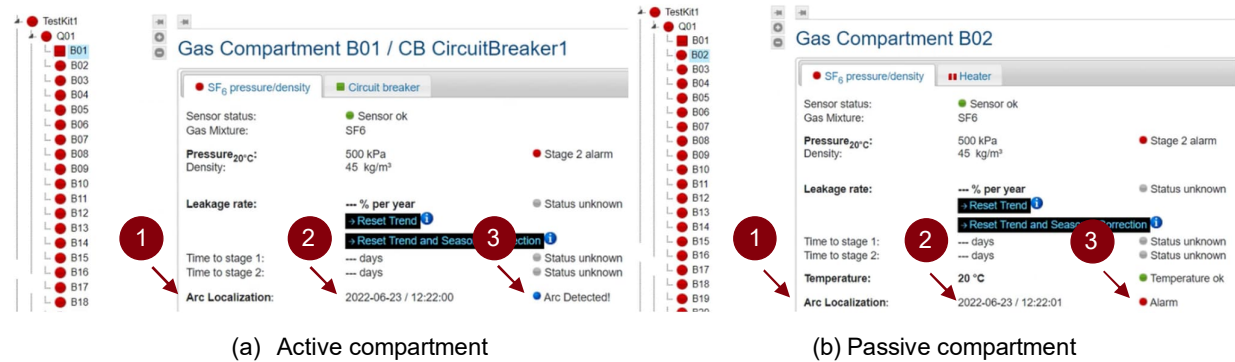 TestKit1
Q01
B01
B02
B03
B04
B05
B06
B07
B08
B09
B10
B11
B12
B13
B14
B15
B16
B17
B18
Gas Compartment B01 / CB CircuitBreaker1
SF6 pressure/density Circuit breaker
Sensor status: Sensor ok
Gas Mixture: SF6
Pressure20°C: 500 kPa Stage 2 alarm
Density: 45 kg/m³
Leakage rate: --- % per year Status unknown
→ Reset Trend i
1 2 3
→ Reset Trend and Seaso ection i
Time to stage 1: --- days Status unknown
Time to stage 2: --- days Status unknown
Arc Localization: 2022-06-23 / 12:22:00 Arc Detected!
(a) Active compartment
TestKit1
Q01
B01
B02
B03
B04
B05
B06
B07
B08
B09
B10
B11
B12
B13
B14
B15
B16
B17
B18
B19
Gas Compartment B02
SF6 pressure/density Heater
Sensor status: Sensor ok
Gas Mixture: SF6
Pressure20°C: 500 kPa Stage 2 alarm
Density: 45 kg/m³
Leakage rate: --- % per year Status unknown
→ Reset Trend i
→ Reset Trend and Sea orrection i
1 2 3
Time to stage 1: --- days Status unknown
Time to stage 2: --- days Status unknown
Temperature: 20 °C Temperature ok
Arc Localization: 2022-06-23 / 12:22:01 Alarm
(b) Passive compartment